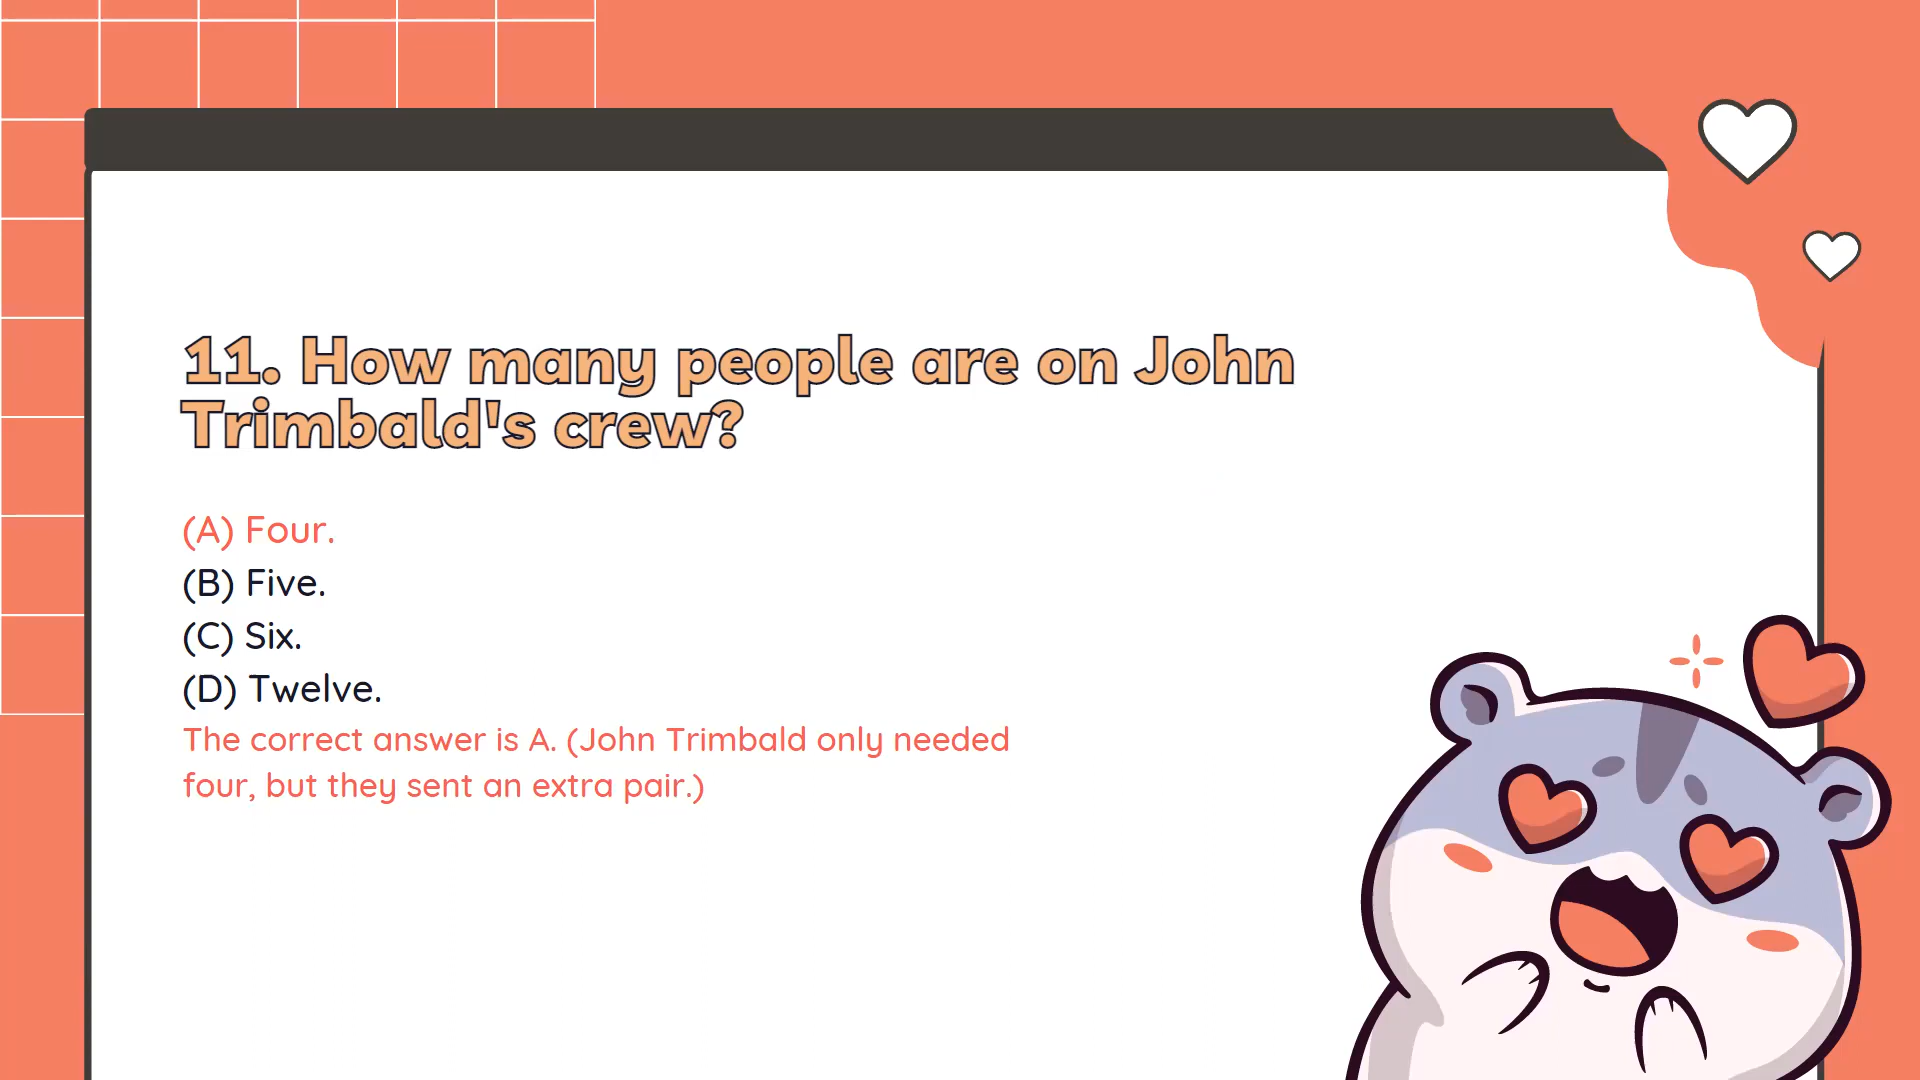 11. How many people are on John
Trimbald's crew?
(A) Four.
(B) Five.
(C) Six.
(D) Twelve.
The correct answer is A. (John Trimbald only needed
four, but they sent an extra pair.)